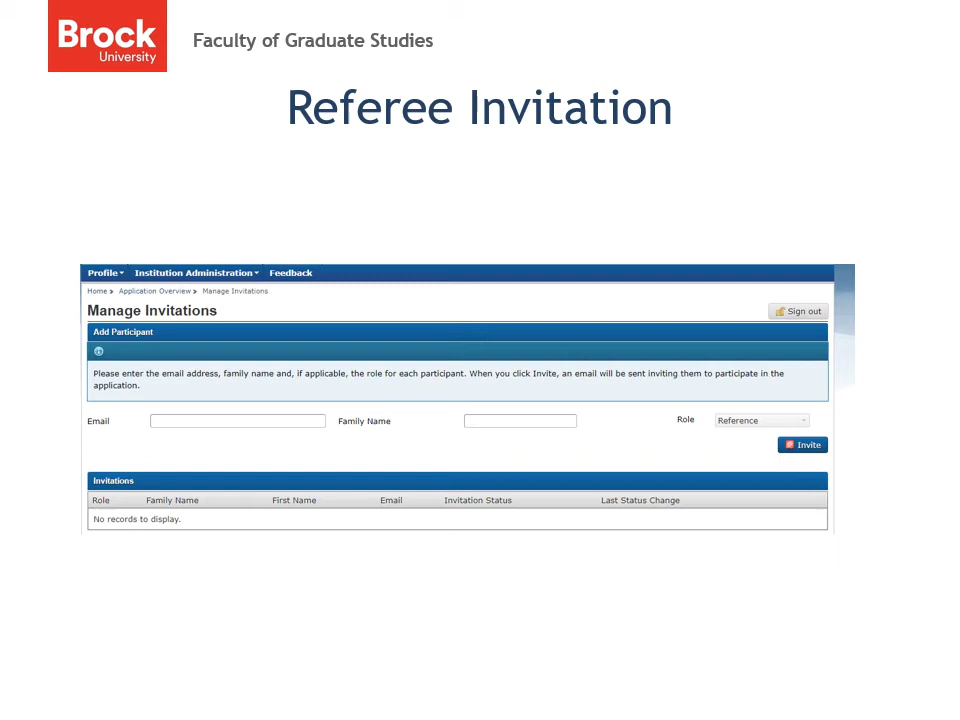 Brock
University
Faculty of Graduate Studies
Referee Invitation
Profile Institution Administration Feedback
Home Application Overview Manage Invitations
Manage Invitations
Sign out
Add Participant
Please enter the email address, family name and, if applicable, the role for each participant. When you click Invite, an email will be sent inviting them to participate in the
application.
Email Family Name Role Reference
Invite
Invitations
Role Family Name First Name Email Invitation Status Last Status Change
No records to display.